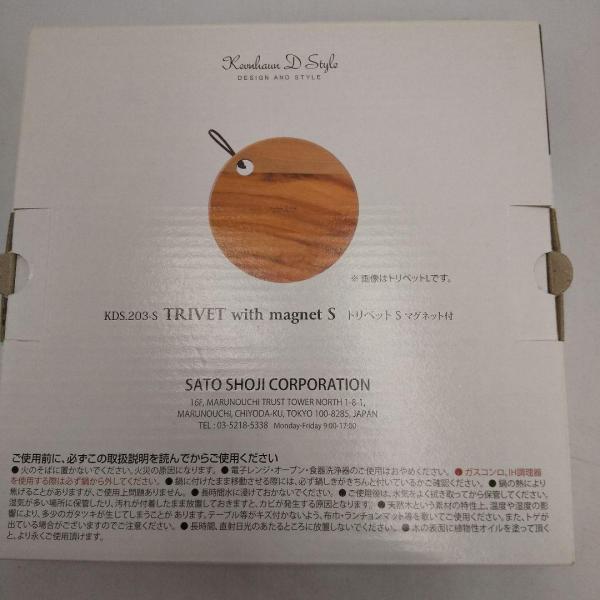 Kevnhaun D Style
DESIGN AND STYLE
※画像はトリベットLです。
KDS.203-S TRIVET with magnet S トリベット S マグネット付
SATO SHOJI CORPORATION
16F, MARUNOUCHI TRUST TOWER NORTH 1-8-1,
MARUNOUCHI, CHIYODA-KU, TOKYO 100-8285, JAPAN
TEL : 03-5218-5338 Monday-Friday 9:00-17:00
ご使用前に、必ずこの取扱説明を読んでからご使用ください
●火のそばに置かないでください。火災の原因になります。 ●電子レンジ・オーブン・食器洗浄器のご使用はおやめください。 ●ガスコンロ、IH調理器
を使用する際は必ず鍋から外してください。 ●鍋に付けたまま移動させる際には、必ず鍋しきがきちんと付いているかご確認ください。 ●鍋の熱により
焦げることがありますが、ご使用上問題ありません。 ●長時間水に浸けておかないでください。 ●ご使用後は、水気をよく拭き取ってから保管してください。
湿気が多い場所に保管したり、汚れが付着したまま放置しておきますと、カビが発生する原因となります。 ●天然木という素材の特性上、温度や湿度の影
響により、多少のガタツキが生じてしまうことが あります。テーブル等がキズ付かないよう、布巾・ランチョンマット等を敷いてご使用ください。また、トゲが
出ている場合がございますのでご注意ください。 ●長時間、直射日光のあたるところに放置しないでください。 ●木の表面に植物性オイルを塗って頂く
と、より永くご使用頂けます。